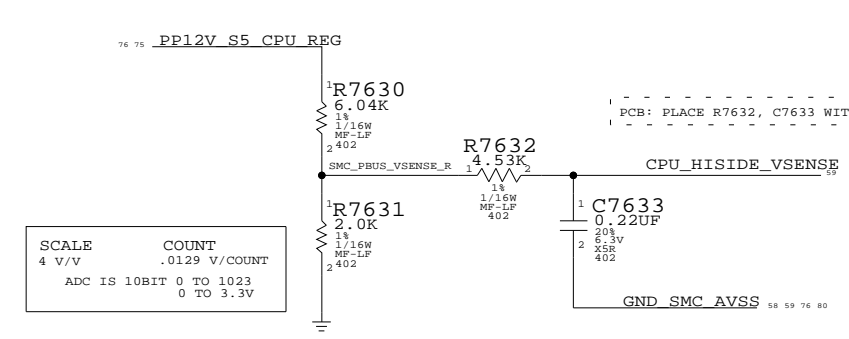 76 75 PP12V_S5_CPU_REG
1 R7630
6.04K
1%
1/16W
MF-LF
2 402
PCB: PLACE R7632, C7633 WIT
R7632
4.53K
SMC_PBUS_VSENSE_R 1 2
1%
1/16W
MF-LF
402
CPU_HISIDE_VSENSE
59
1 R7631
2.0K
1%
1/16W
MF-LF
2 402
1 C7633
0.22UF
20%
2 6.3V
X5R
402
SCALE COUNT
4 V/V .0129 V/COUNT
ADC IS 10BIT 0 TO 1023
0 TO 3.3V
GND_SMC_AVSS 58 59 76 80